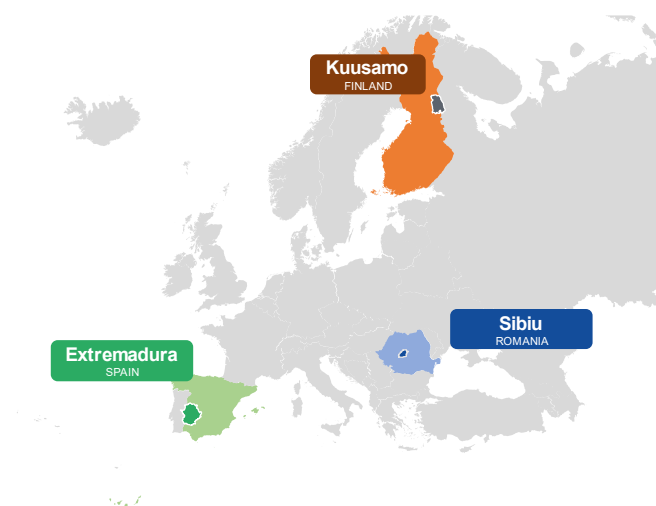 Kuusamo
FINLAND
Sibiu
ROMANIA
Extremadura
SPAIN